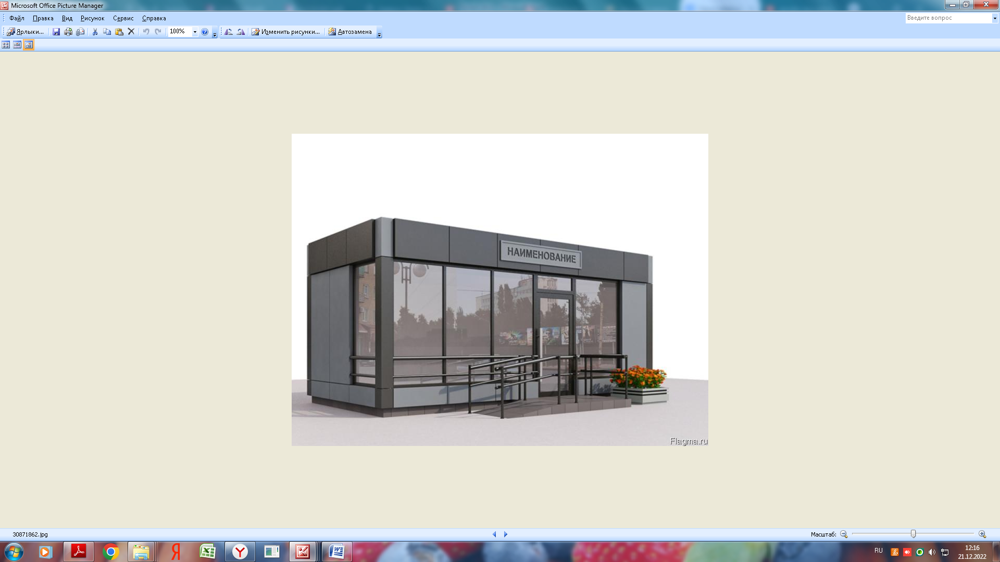 Microsoft Office Picture Manager
Файл Правка Вид Рисунок Сервис Справка
Введите вопрос
Ярлыки... 100% Изменить рисунки... Автозамена
НАИМЕНОВАНИЕ
Flagma.ru
30871862.jpg
Масштаб:
RU
12:16
21.12.2022